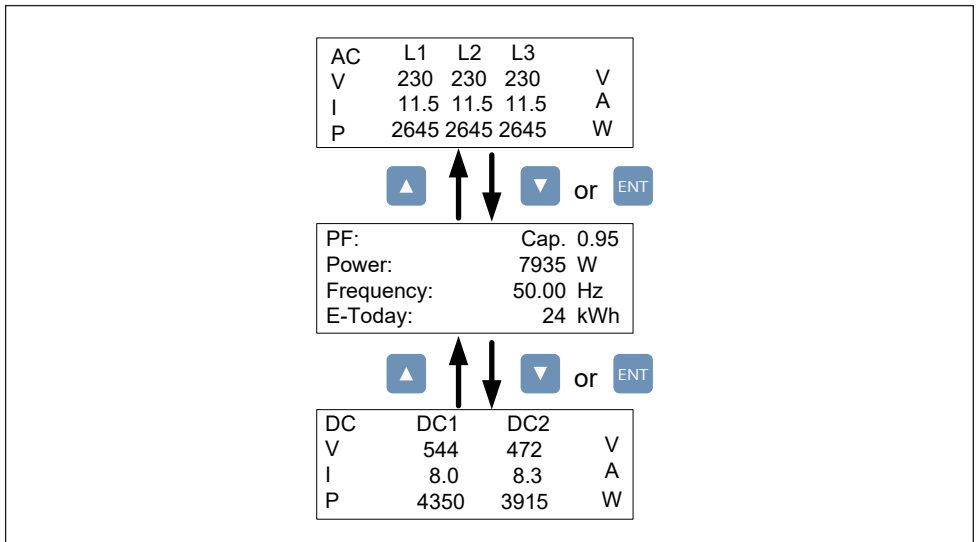 AC L1 L2 L3
V 230 230 230 V
I 11.5 11.5 11.5 A
P 2645 2645 2645 W
or ENT
PF: Cap. 0.95
Power: 7935 W
Frequency: 50.00 Hz
E-Today: 24 kWh
or ENT
DC DC1 DC2
V 544 472 V
I 8.0 8.3 A
P 4350 3915 W